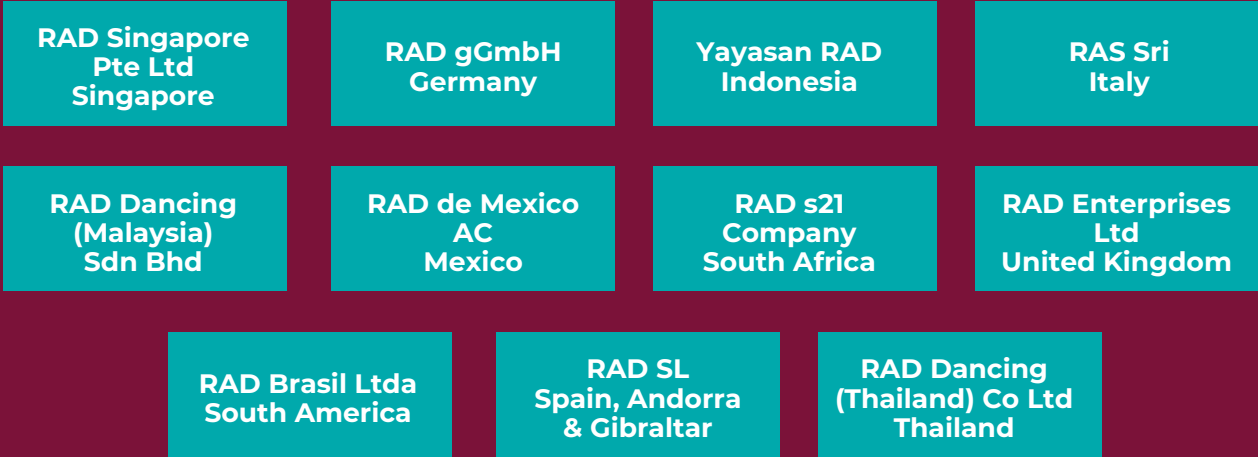 RAD Singapore
Pte Ltd
Singapore
RAD gGmbH
Germany
Yayasan RAD
Indonesia
RAS Sri
Italy
RAD Dancing
(Malaysia)
Sdn Bhd
RAD de Mexico
AC
Mexico
RAD s21
Company
South Africa
RAD Enterprises
Ltd
United Kingdom
RAD Brasil Ltda
South America
RAD SL
Spain, Andorra
& Gibraltar
RAD Dancing
(Thailand) Co Ltd
Thailand